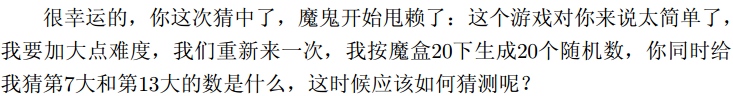 很幸运的，你这次猜中了，魔鬼开始甩赖了：这个游戏对你来说太简单了，
我要加大点难度，我们重新来一次，我按魔盒20下生成20个随机数，你同时给
我猜第7大和第13大的数是什么，这时候应该如何猜测呢？